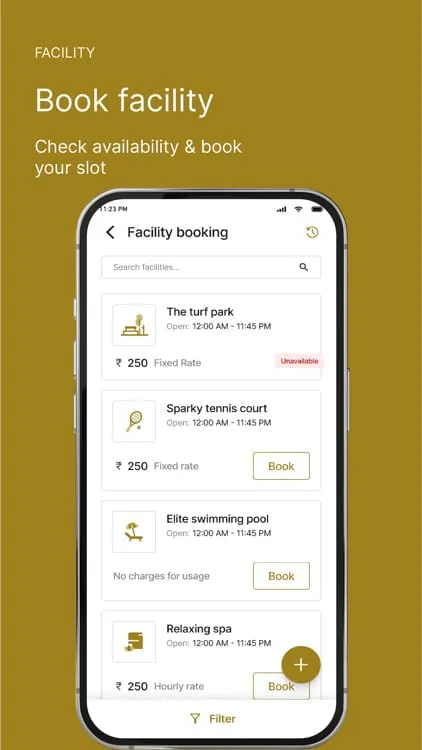 FACILITY
Book facility
Check availability & book
your slot
11:23 PM
Facility booking
Search facilities...
The turf park
Open: 12:00 AM - 11:45 PM
₹ 250 Fixed Rate
Unavailable
Sparky tennis court
Open: 12:00 AM - 11:45 PM
₹ 250 Fixed rate
Book
Elite swimming pool
Open: 12:00 AM - 11:45 PM
No charges for usage
Book
Relaxing spa
Open: 12:00 AM - 11:45 PM
₹ 250 Hourly rate
Book
Filter